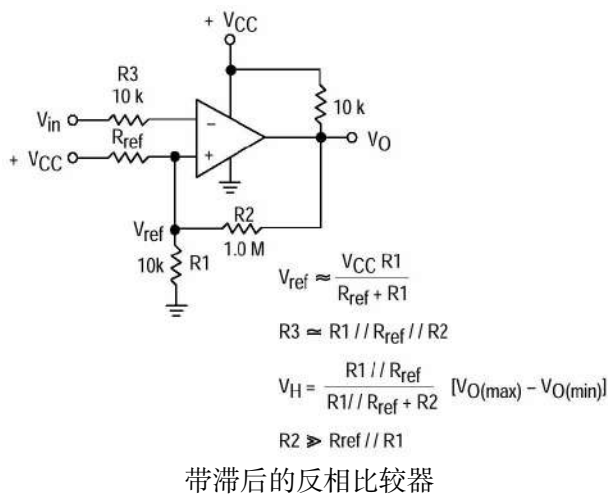 + VCC
R3
10 k
10 k
Vin
−
VO
Rref
+ VCC
+
R2
Vref
1.0 M
10k
R1
Vref ≈ VCC R1 / Rref + R1
R3 ≃ R1 // Rref // R2
VH = R1 // Rref / R1// Rref + R2 [VO(max) − VO(min)]
R2 ≫ Rref // R1
带滞后的反相比较器